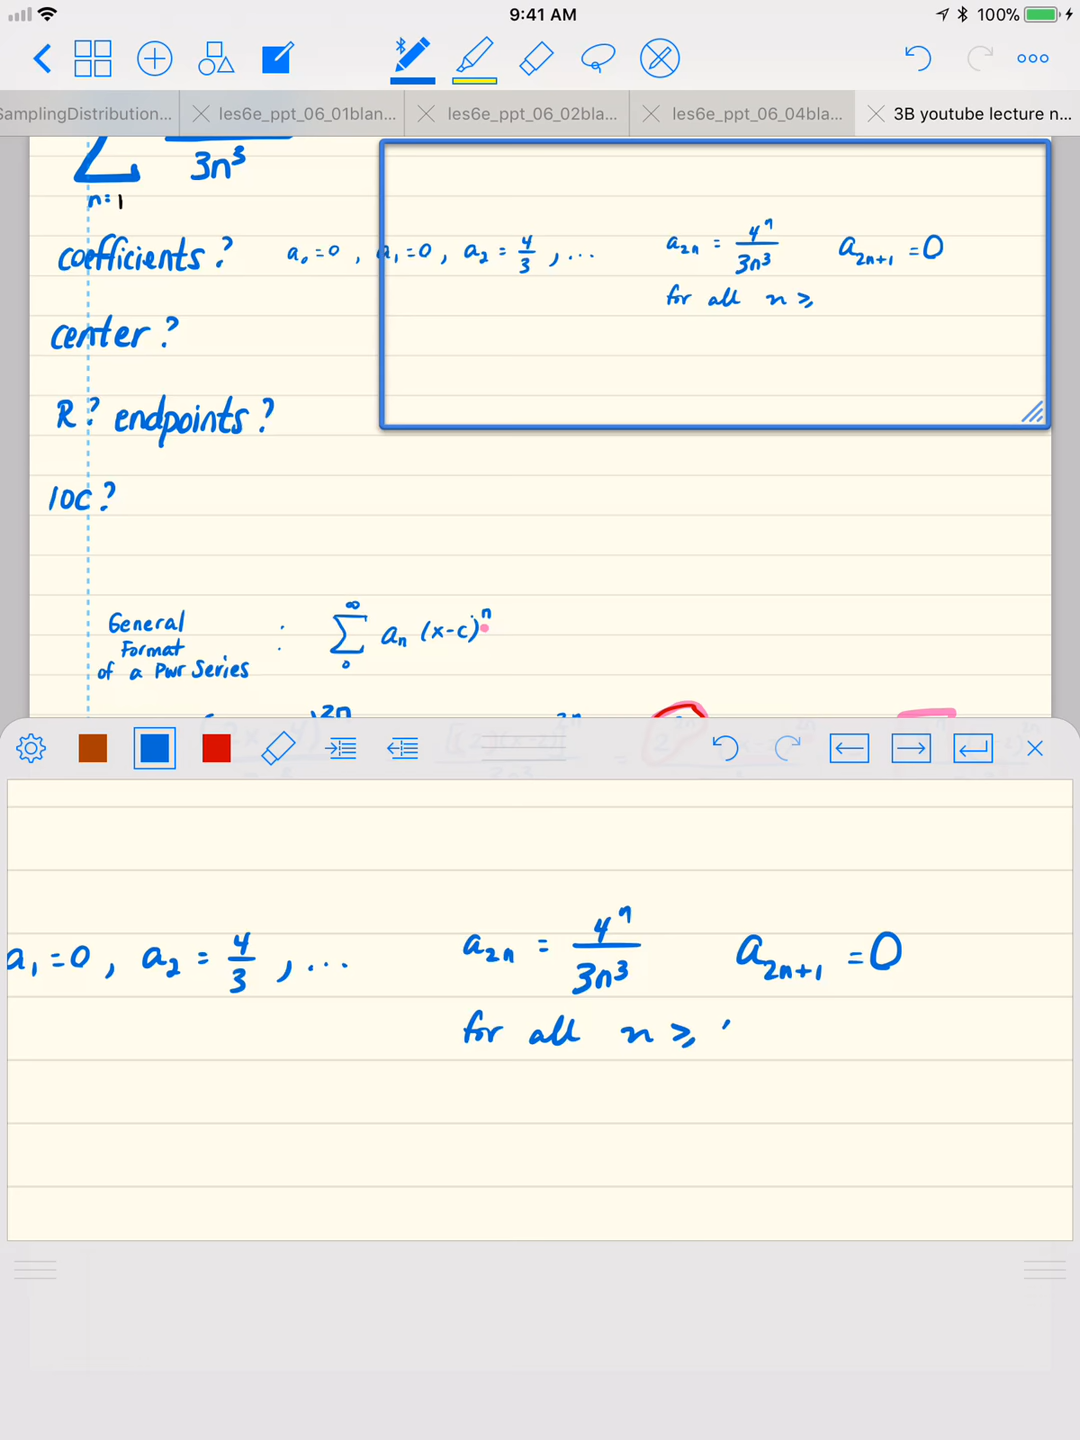 9:41 AM
100%
SamplingDistribution...
les6e_ppt_06_01blan...
les6e_ppt_06_02bla...
les6e_ppt_06_04bla...
3B youtube lecture n...
∑ 3n³
n=1
coefficients? a₀=0, a₁=0, a₂ = 4/3, ... a₂ₙ = 4ⁿ/3n³ a₂ₙ₊₁ = 0
for all n ≥
center?
R? endpoints?
IOC?
General
Format : ∞∑0 aₙ (x-c)ⁿ
of a Pwr Series
2n
a₁=0, a₂ = 4/3, ... a₂ₙ = 4ⁿ/3n³ a₂ₙ₊₁ = 0
for all n ≥